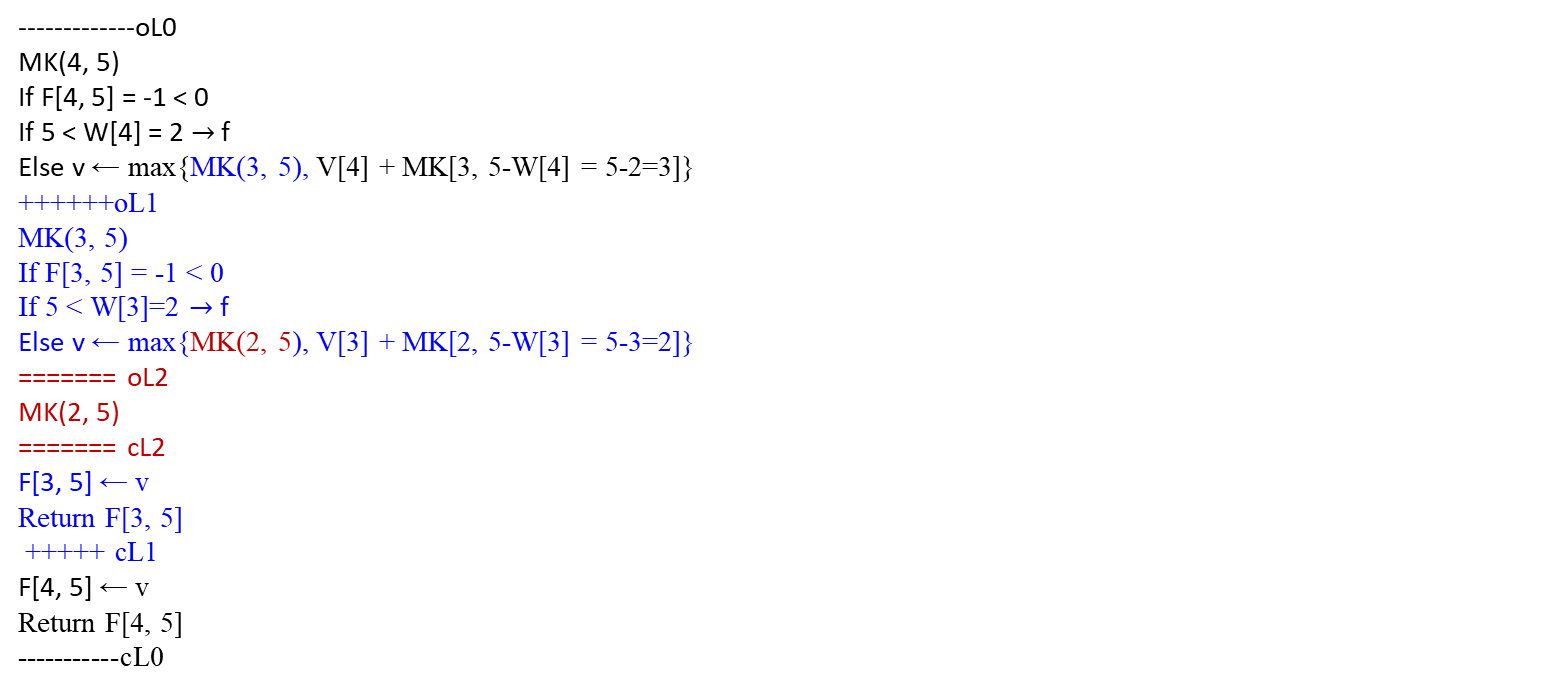 -------------oL0
MK(4, 5)
If F[4, 5] = -1 < 0
If 5 < W[4] = 2 → f
Else v ← max{MK(3, 5), V[4] + MK[3, 5-W[4] = 5-2=3]}
++++++oL1
MK(3, 5)
If F[3, 5] = -1 < 0
If 5 < W[3]=2 → f
Else v ← max{MK(2, 5), V[3] + MK[2, 5-W[3] = 5-3=2]}
======= oL2
MK(2, 5)
======= cL2
F[3, 5] ← v
Return F[3, 5]
+++++ cL1
F[4, 5] ← v
Return F[4, 5]
-----------cL0